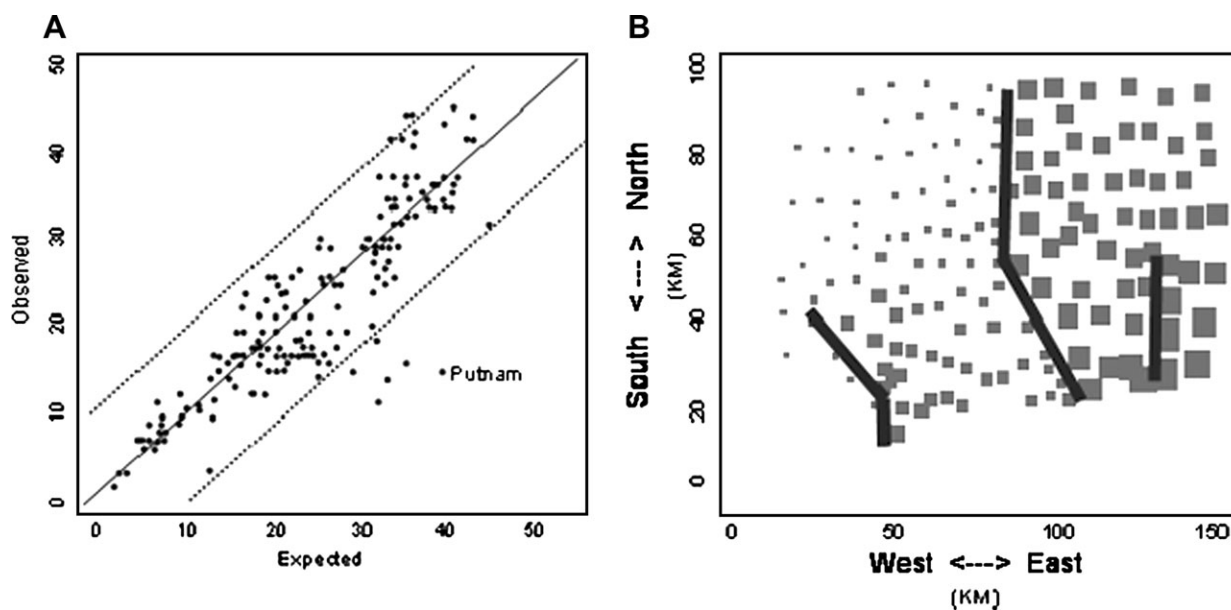 A
50
40
30
20
10
0
Observed
Putnam
0 10 20 30 40 50
Expected
B
100
80
60
40
20
0
South <---> North
(KM)
0 50 100 150
West <---> East
(KM)